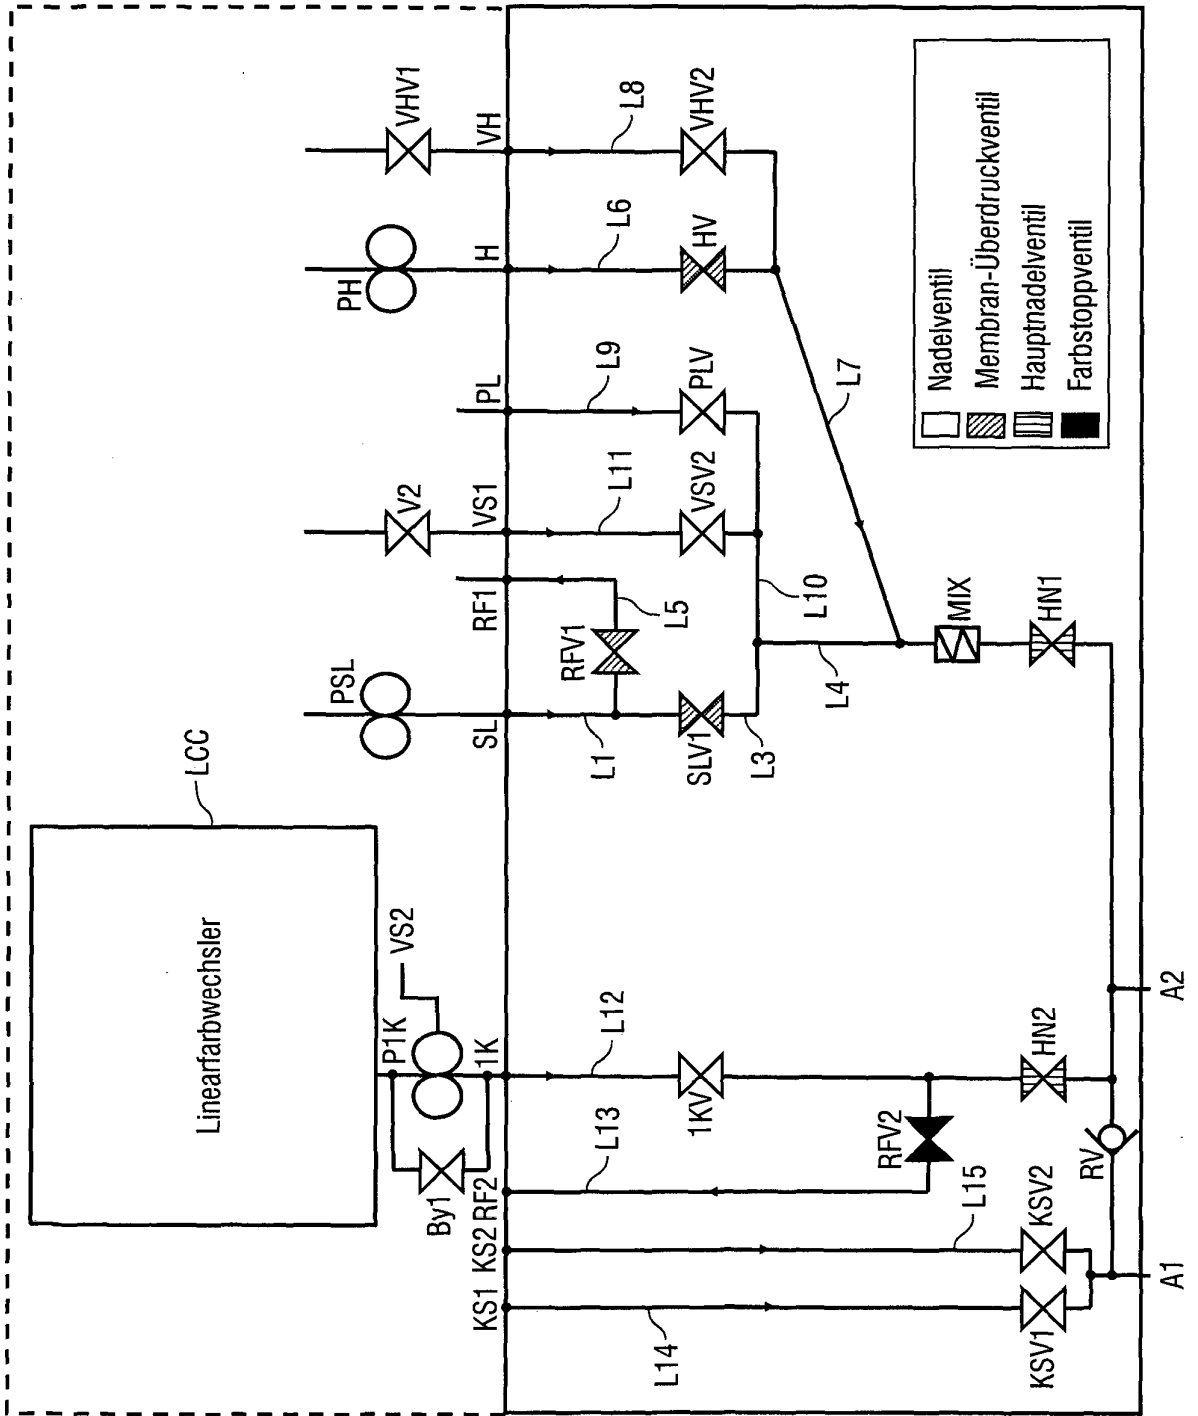 Linearfarbwechsler
LCC
PSL
PH
VHV1
V2
VS2
P1K
By1
KS1
KS2
RF2
1K
SL
RF1
VS1
PL
H
VH
L1
RFV1
L5
L11
L9
L6
L8
L12
L13
1KV
SLV1
L3
VSV2
PLV
HV
VHV2
L10
L4
L7
L14
L15
RFV2
MIX
HN1
HN2
KSV1
KSV2
RV
A1
A2
Nadelventil
Membran-Überdruckventil
Hauptnadelventil
Farbstoppventil